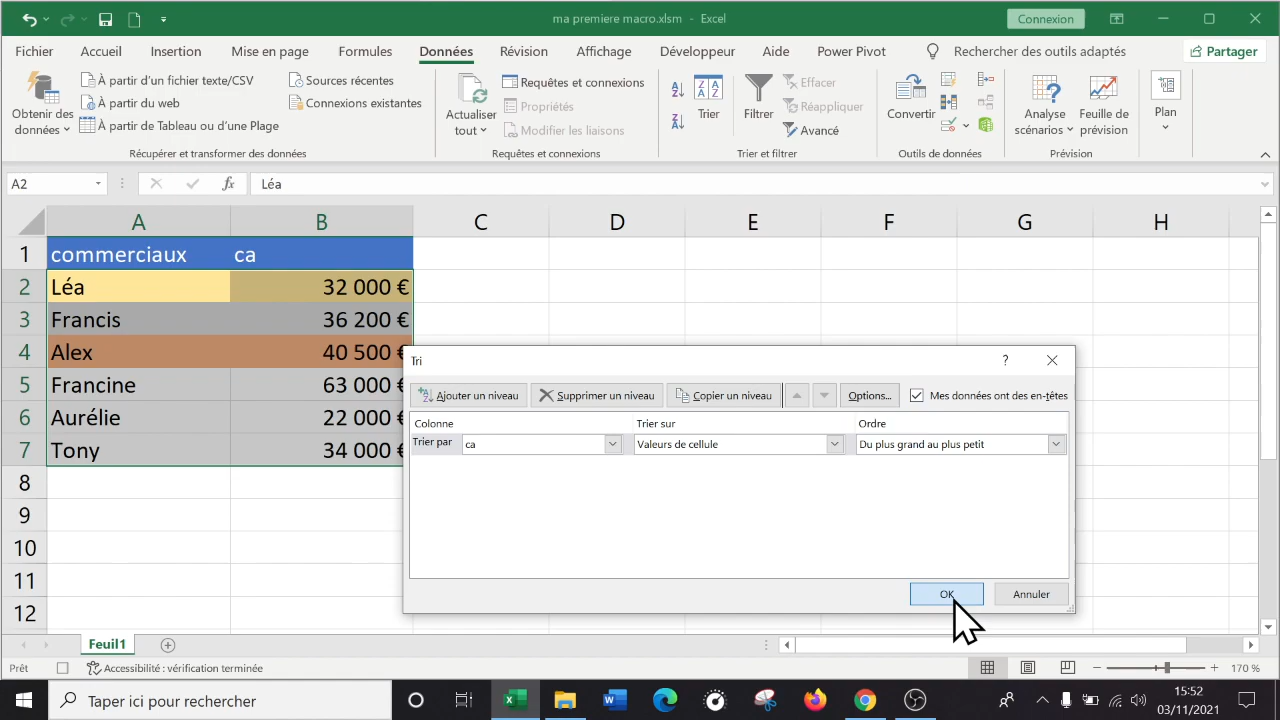 ma premiere macro.xlsm - Excel
Connexion
Fichier Accueil Insertion Mise en page Formules Données Révision Affichage Développeur Aide Power Pivot Rechercher des outils adaptés Partager
Obtenir des données
À partir d'un fichier texte/CSV
À partir du web
À partir de Tableau ou d'une Plage
Sources récentes
Connexions existantes
Récupérer et transformer des données
Actualiser tout
Requêtes et connexions
Propriétés
Modifier les liaisons
Requêtes et connexions
Trier
Filtrer
Effacer
Réappliquer
Avancé
Trier et filtrer
Convertir
Outils de données
Analyse scénarios
Feuille de prévision
Prévision
Plan
A2
fx
Léa
A B C D E F G H
1 commerciaux ca
2 Léa 32 000 €
3 Francis 36 200 €
4 Alex 40 500 €
5 Francine 63 000 €
6 Aurélie 22 000 €
7 Tony 34 000 €
8
9
10
11
12
Tri
?
Ajouter un niveau Supprimer un niveau Copier un niveau Options... Mes données ont des en-têtes
Colonne Trier sur Ordre
Trier par ca Valeurs de cellule Du plus grand au plus petit
OK Annuler
Feuil1
Prêt Accessibilité : vérification terminée 170 %
Taper ici pour rechercher
15:52
03/11/2021